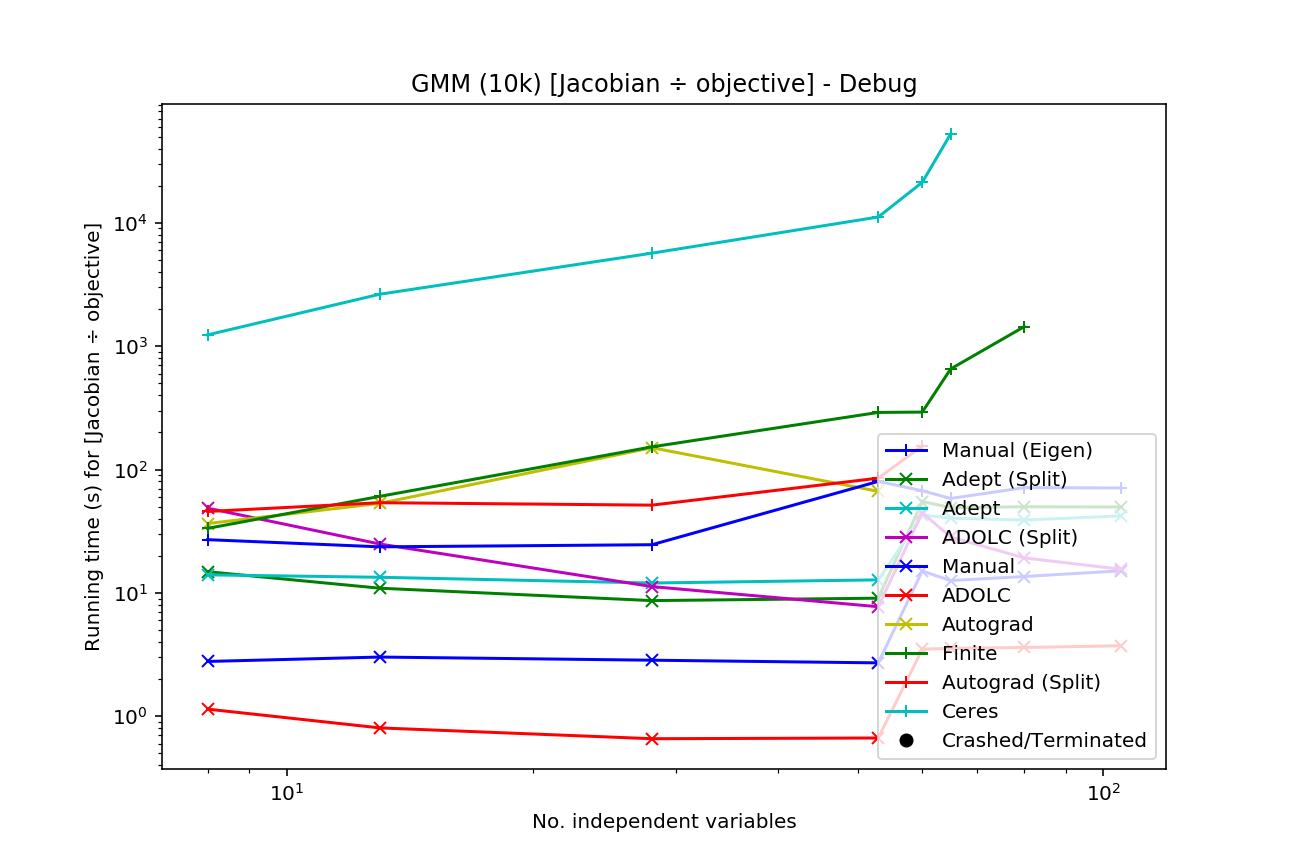 GMM (10k) [Jacobian ÷ objective] - Debug
Running time (s) for [Jacobian ÷ objective]
10⁴
10³
10²
10¹
10⁰
Manual (Eigen)
Adept (Split)
Adept
ADOLC (Split)
Manual
ADOLC
Autograd
Finite
Autograd (Split)
Ceres
Crashed/Terminated
10¹ 10²
No. independent variables